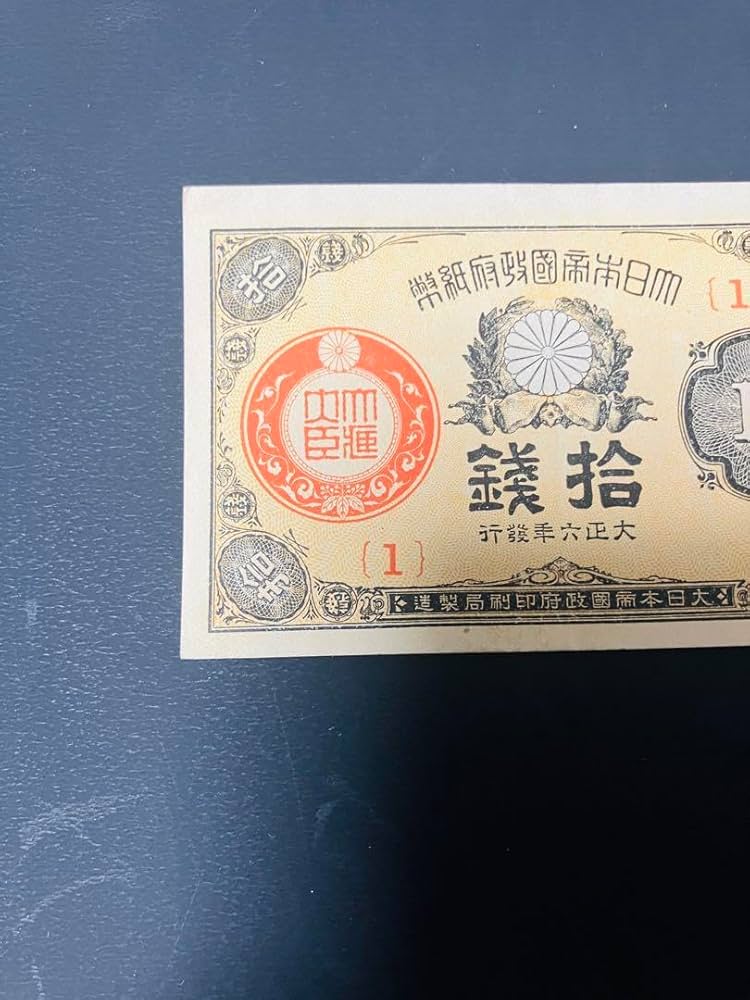 拾
錢
大日本帝國政府紙幣
{1
大藏大臣
拾錢
大正六年發行
{1}
拾
錢
大日本帝國政府印刷局製造